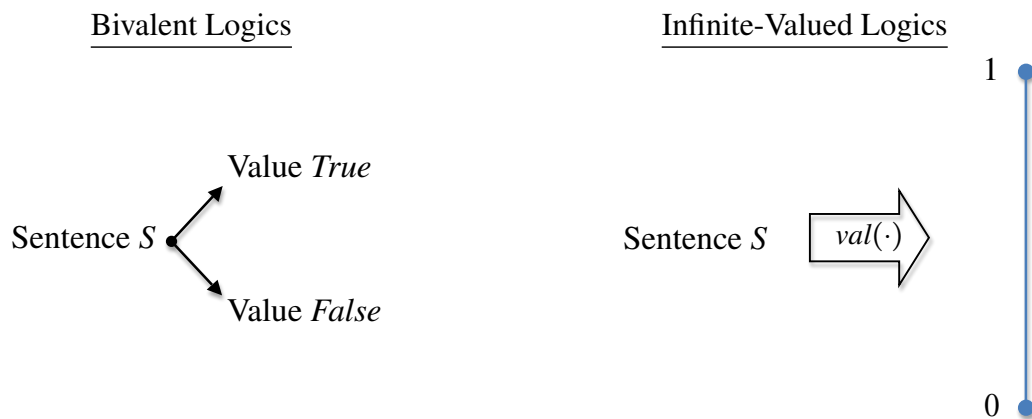 Bivalent Logics
Value True
Sentence S
Value False
Infinite-Valued Logics
1
Sentence S
val(·)
0